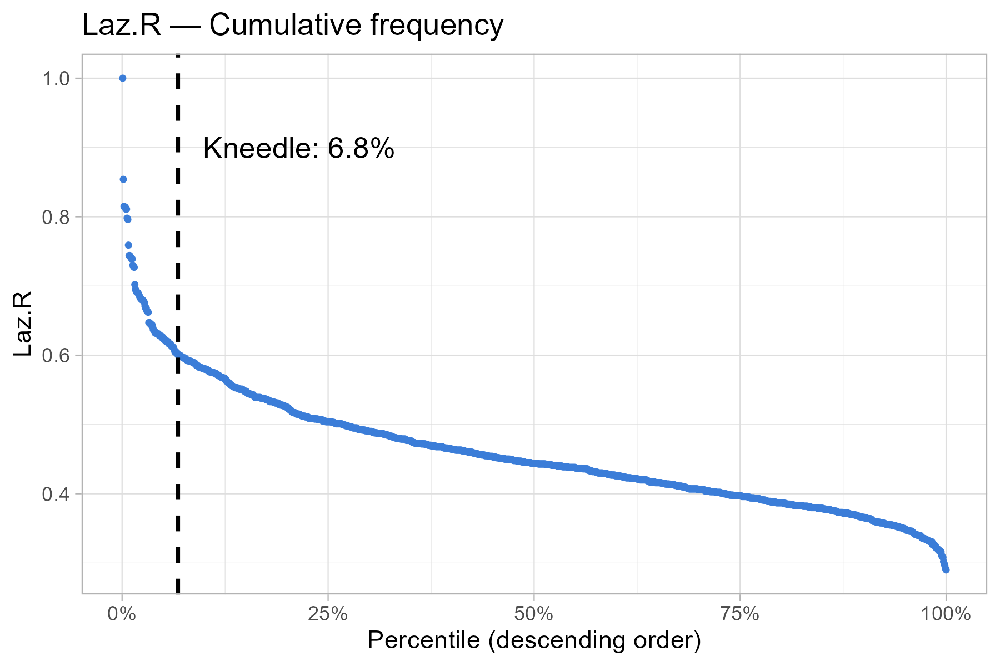 Laz.R — Cumulative frequency
1.0
Kneedle: 6.8%
0.8
Laz.R
0.6
0.4
0%
25%
50%
75%
100%
Percentile (descending order)